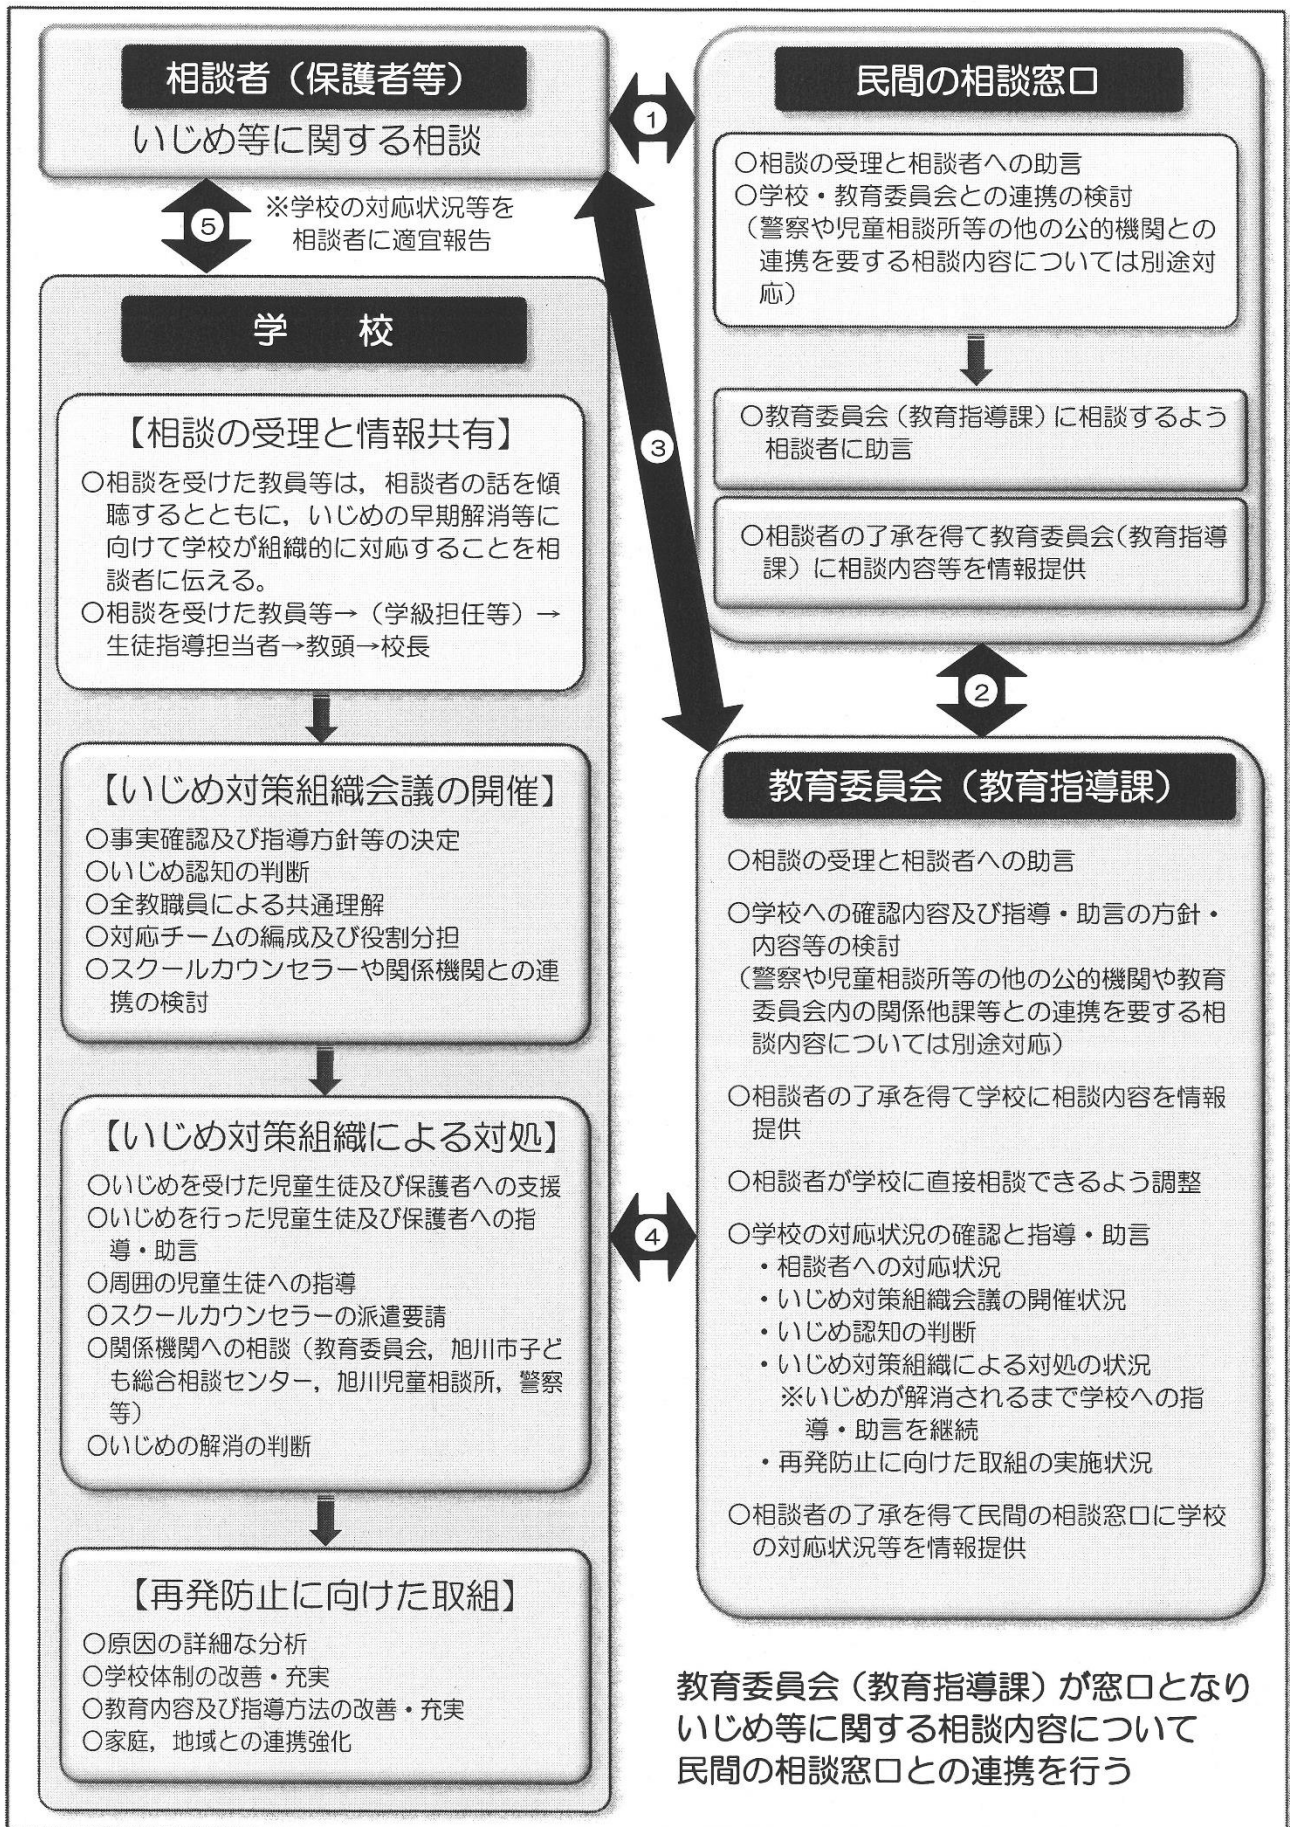 相談者（保護者等）
いじめ等に関する相談
①
民間の相談窓口
○相談の受理と相談者への助言
○学校・教育委員会との連携の検討
（警察や児童相談所等の他の公的機関との
連携を要する相談内容については別途対
応）
○教育委員会（教育指導課）に相談するよう
相談者に助言
○相談者の了承を得て教育委員会（教育指導
課）に相談内容等を情報提供
⑤
※学校の対応状況等を
相談者に適宜報告
③
②
学　校
【相談の受理と情報共有】
○相談を受けた教員等は，相談者の話を傾
聴するとともに，いじめの早期解消等に
向けて学校が組織的に対応することを相
談者に伝える。
○相談を受けた教員等→（学級担任等）→
生徒指導担当者→教頭→校長
【いじめ対策組織会議の開催】
○事実確認及び指導方針等の決定
○いじめ認知の判断
○全教職員による共通理解
○対応チームの編成及び役割分担
○スクールカウンセラーや関係機関との連
携の検討
【いじめ対策組織による対処】
○いじめを受けた児童生徒及び保護者への支援
○いじめを行った児童生徒及び保護者への指
導・助言
○周囲の児童生徒への指導
○スクールカウンセラーの派遣要請
○関係機関への相談（教育委員会，旭川市子ど
も総合相談センター，旭川児童相談所，警察
等）
○いじめの解消の判断
【再発防止に向けた取組】
○原因の詳細な分析
○学校体制の改善・充実
○教育内容及び指導方法の改善・充実
○家庭，地域との連携強化
④
教育委員会（教育指導課）
○相談の受理と相談者への助言
○学校への確認内容及び指導・助言の方針・
内容等の検討
（警察や児童相談所等の他の公的機関や教育
委員会内の関係他課等との連携を要する相
談内容については別途対応）
○相談者の了承を得て学校に相談内容を情報
提供
○相談者が学校に直接相談できるよう調整
○学校の対応状況の確認と指導・助言
・相談者への対応状況
・いじめ対策組織会議の開催状況
・いじめ認知の判断
・いじめ対策組織による対処の状況
※いじめが解消されるまで学校への指
導・助言を継続
・再発防止に向けた取組の実施状況
○相談者の了承を得て民間の相談窓口に学校
の対応状況等を情報提供
教育委員会（教育指導課）が窓口となり
いじめ等に関する相談内容について
民間の相談窓口との連携を行う